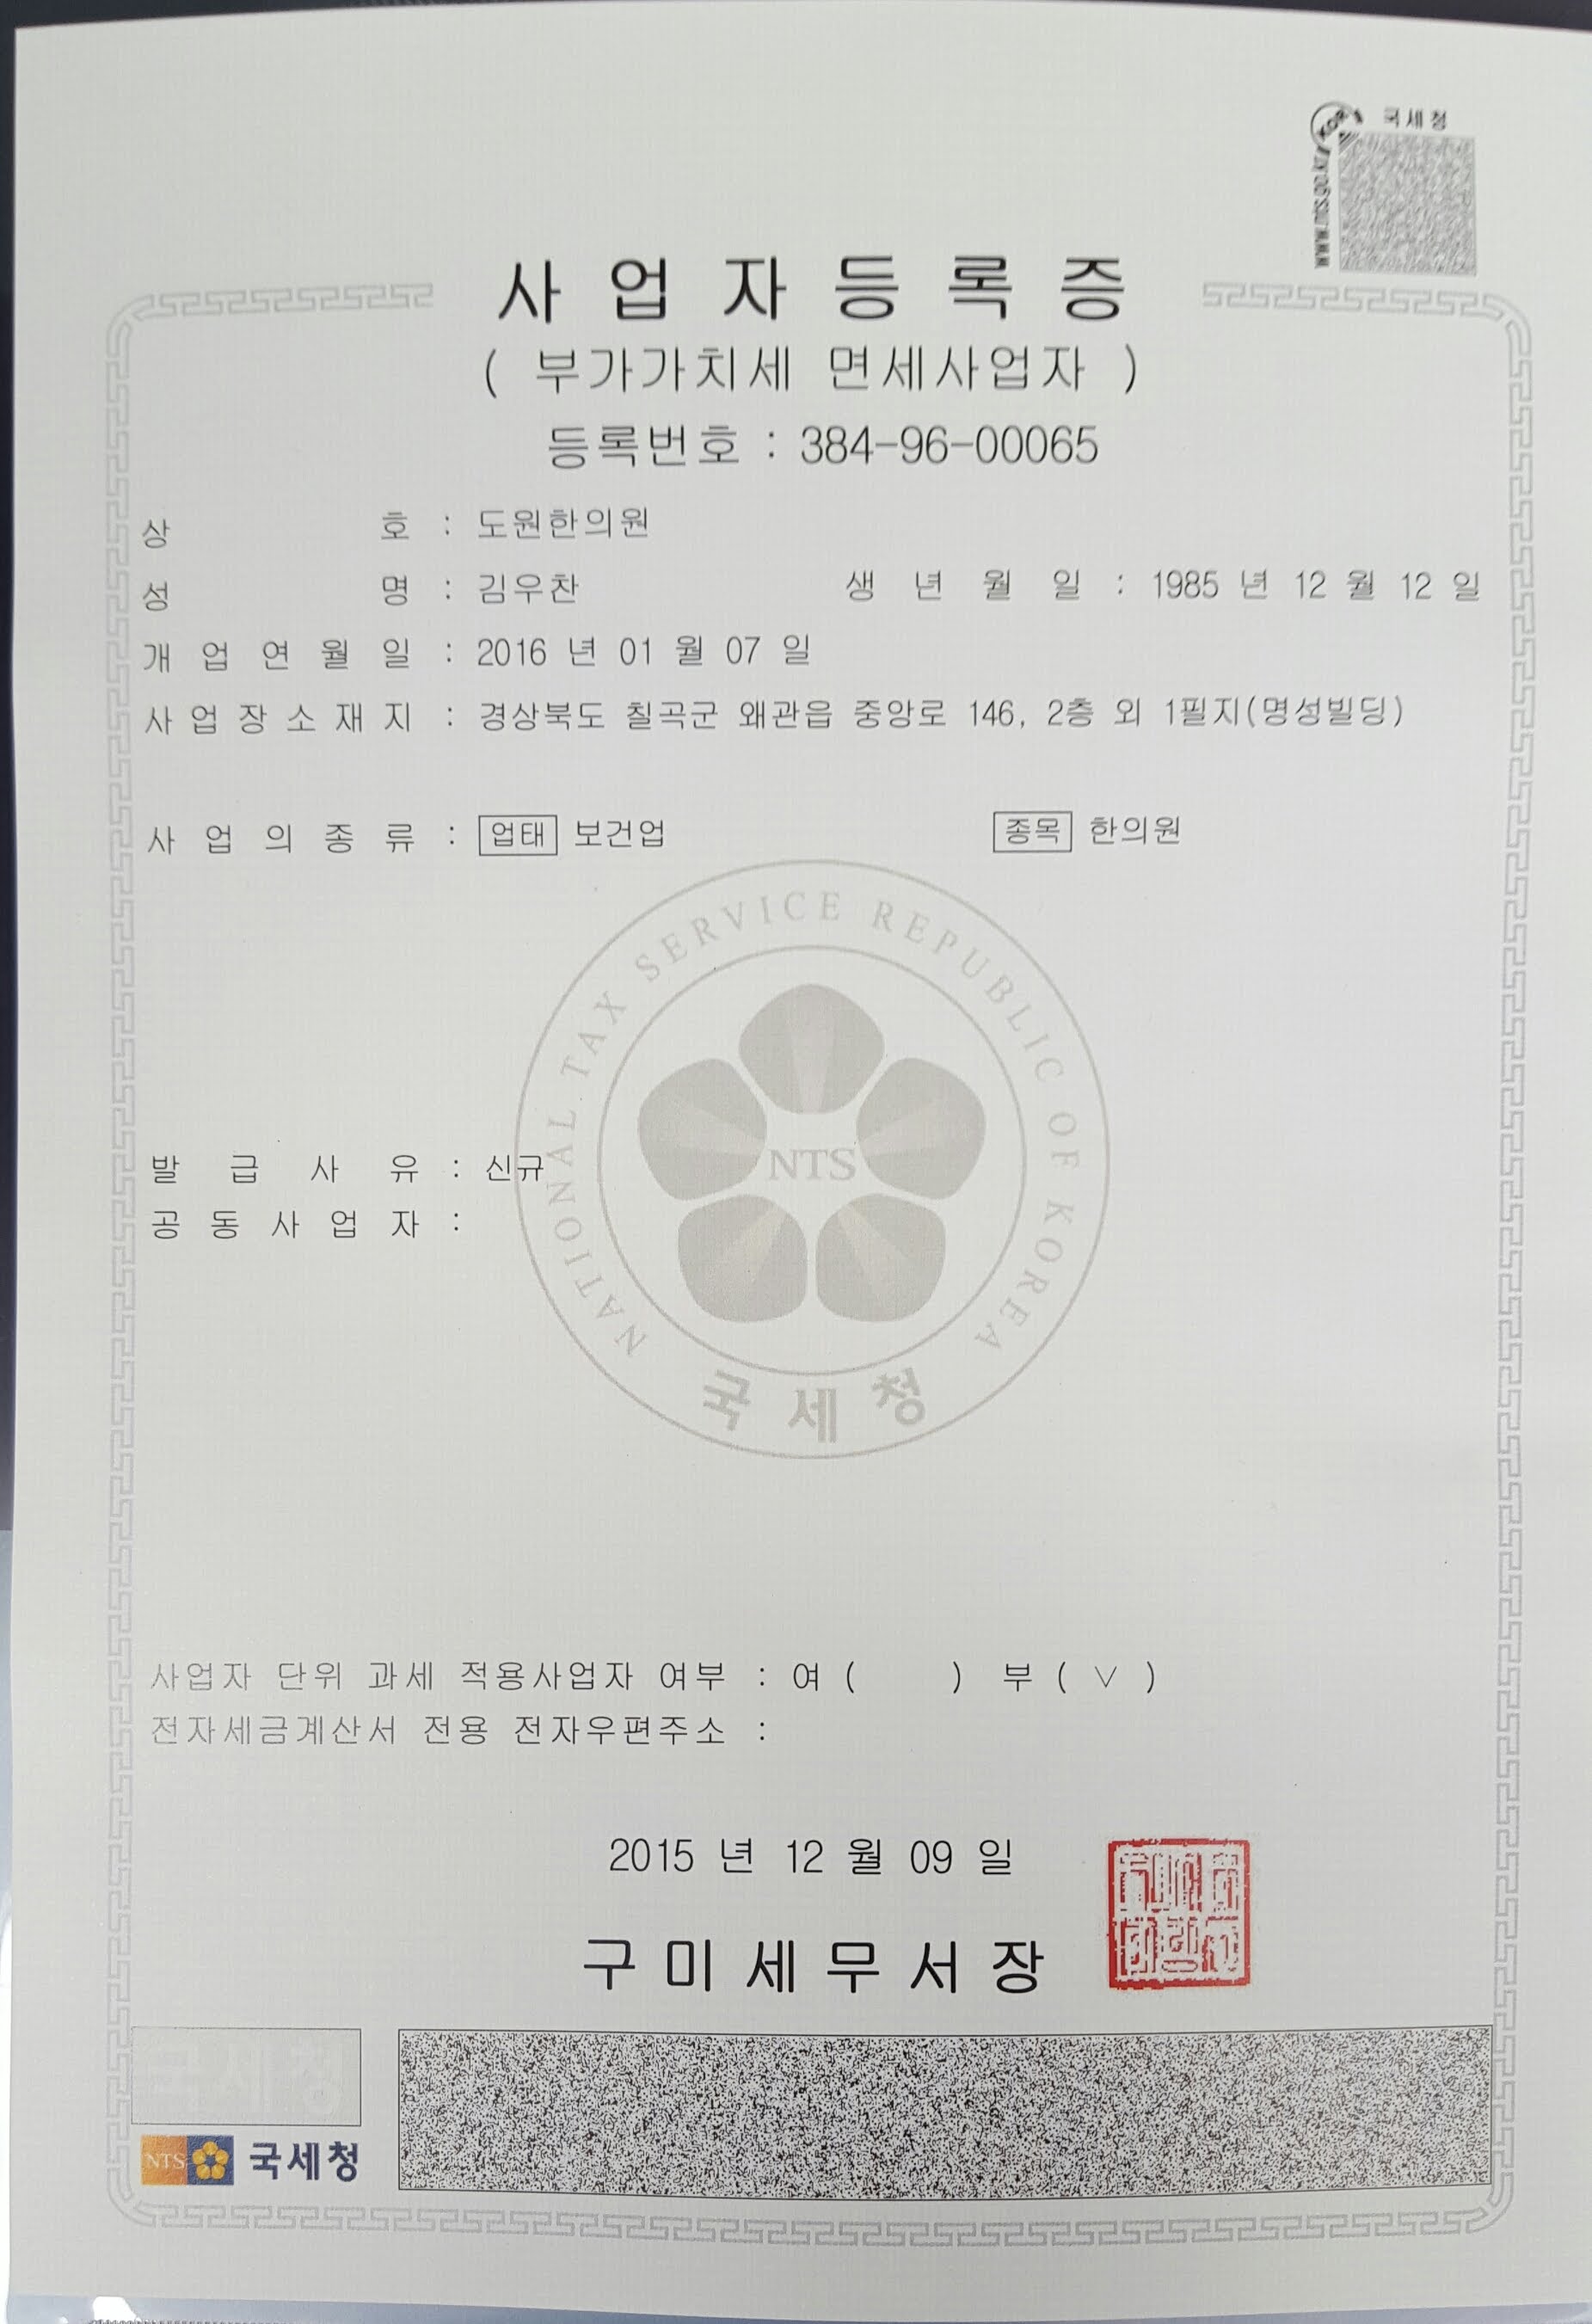 국세청
사업자등록증
( 부가가치세 면세사업자 )
등록번호 : 384-96-00065
상 호 : 도원한의원
성 명 : 김우찬 생 년 월 일 : 1985 년 12 월 12 일
개 업 연 월 일 : 2016 년 01 월 07 일
사 업 장 소 재 지 : 경상북도 칠곡군 왜관읍 중앙로 146, 2층 외 1필지(명성빌딩)
사 업 의 종 류 : 업태 보건업 종목 한의원
NATIONAL TAX SERVICE REPUBLIC OF KOREA
NTS
국세청
발 급 사 유 : 신규
공 동 사 업 자 :
사업자 단위 과세 적용사업자 여부 : 여 ( ) 부 ( ∨ )
전자세금계산서 전용 전자우편주소 :
2015 년 12 월 09 일
구미세무서장
국세청
NTS 국세청